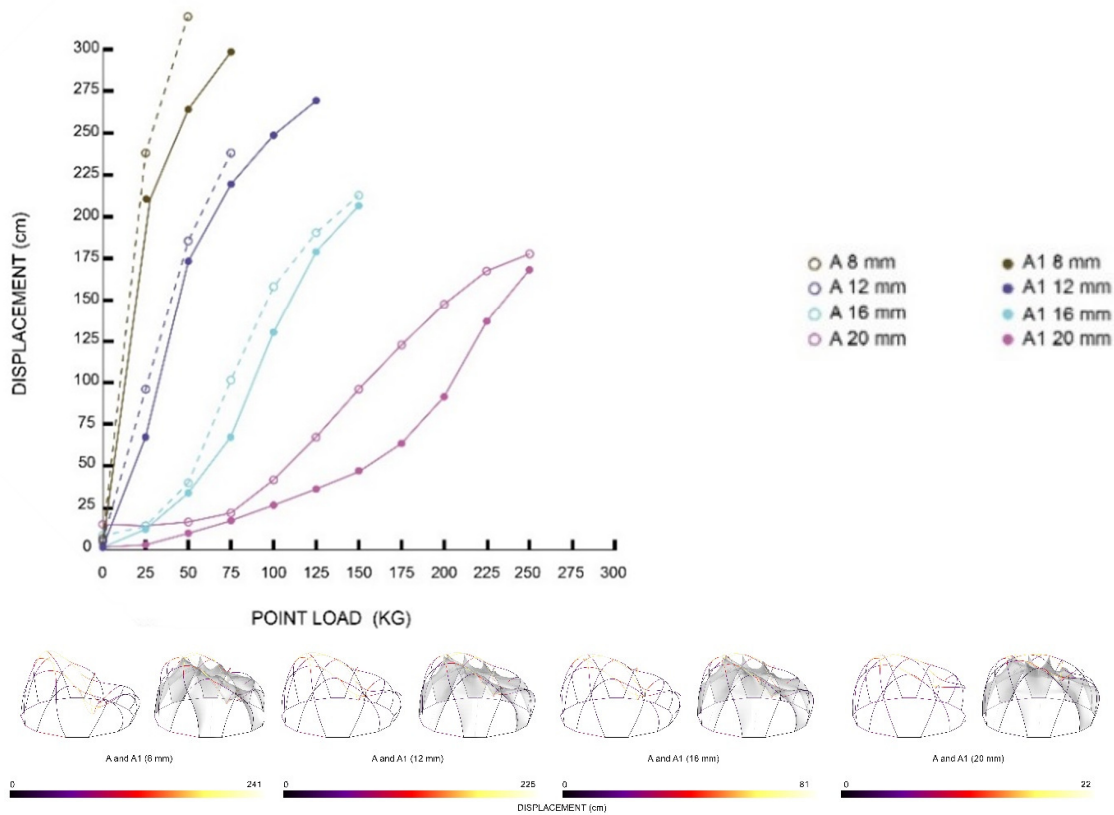 300
275
250
225
200
175
150
125
100
75
50
25
0
DISPLACEMENT (cm)
0 25 50 75 100 125 150 175 200 225 250 275 300
POINT LOAD (KG)
A 8 mm A1 8 mm
A 12 mm A1 12 mm
A 16 mm A1 16 mm
A 20 mm A1 20 mm
A and A1 (8 mm) A and A1 (12 mm) A and A1 (16 mm) A and A1 (20 mm)
0 241 0 225 0 81 0 22
DISPLACEMENT (cm)